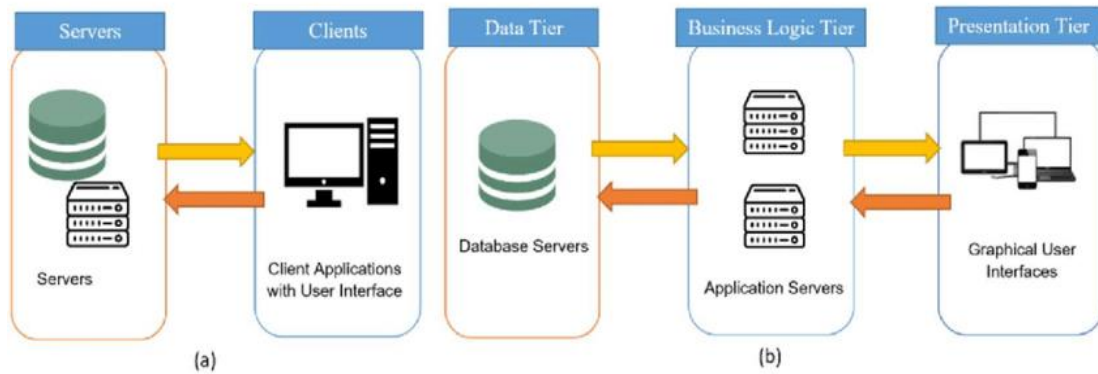 Servers
Clients
Data Tier
Business Logic Tier
Presentation Tier
Servers
Client Applications
with User Interface
Database Servers
Application Servers
Graphical User
Interfaces
(a)
(b)